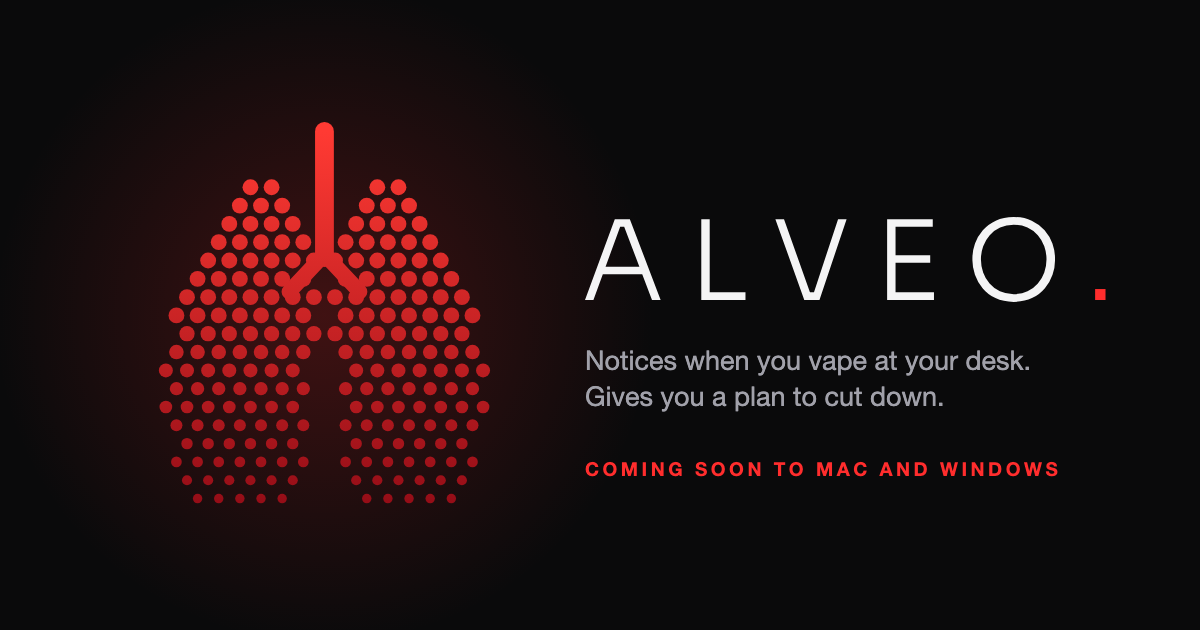 ALVEO.
Notices when you vape at your desk.
Gives you a plan to cut down.
COMING SOON TO MAC AND WINDOWS